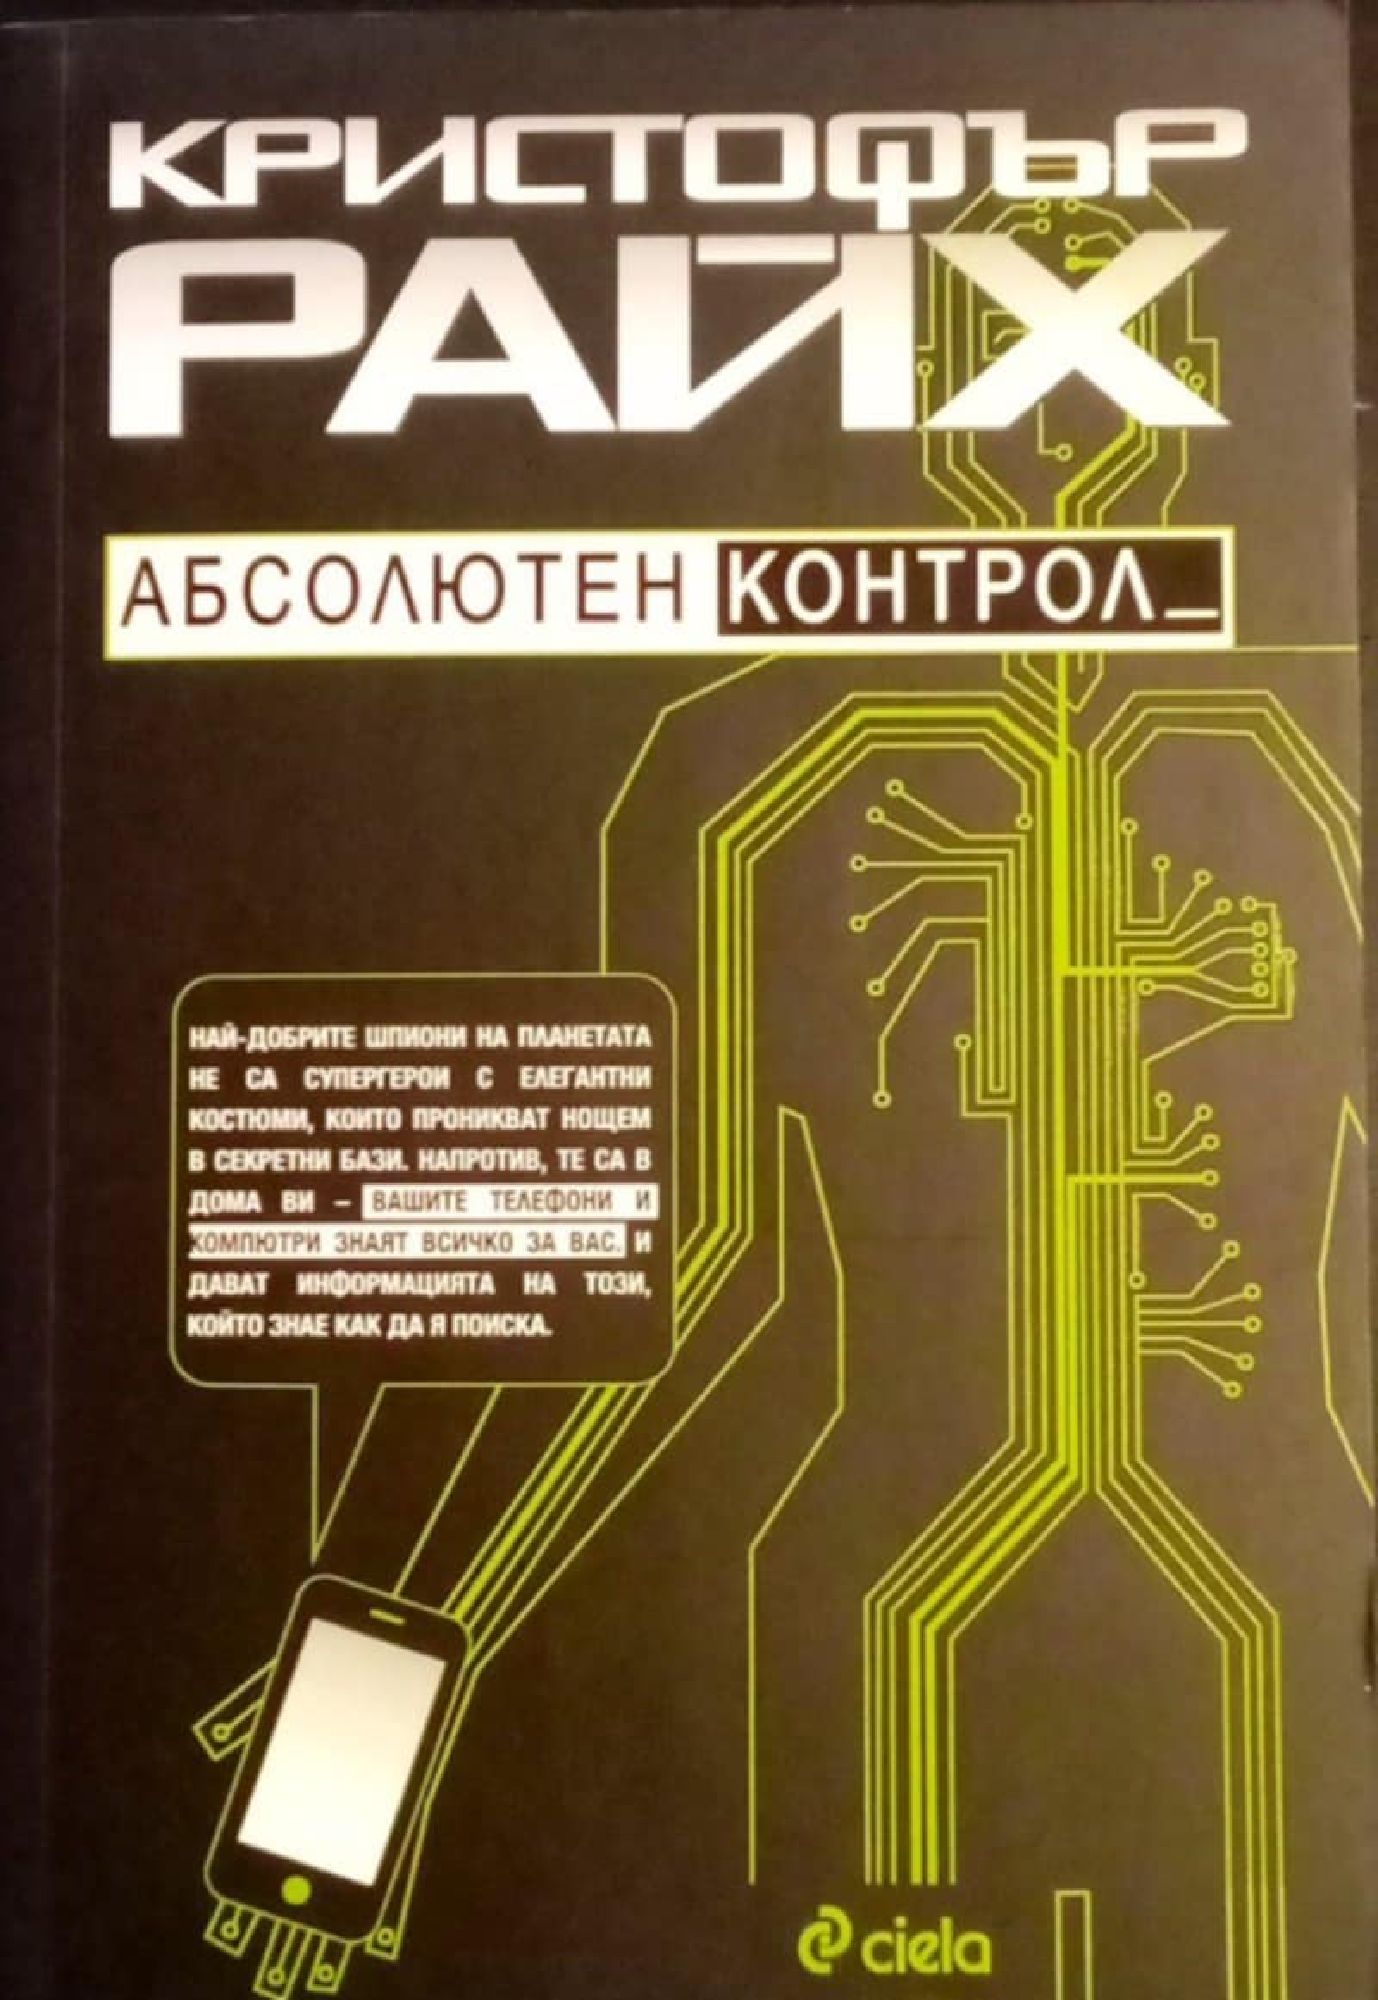 КРИСТОФЪР
РАЙХ
АБСОЛЮТЕН КОНТРОЛ_
НАЙ-ДОБРИТЕ ШПИОНИ НА ПЛАНЕТАТА
НЕ СА СУПЕРГЕРОИ С ЕЛЕГАНТНИ
КОСТЮМИ, КОИТО ПРОНИКВАТ НОЩЕМ
В СЕКРЕТНИ БАЗИ. НАПРОТИВ, ТЕ СА В
ДОМА ВИ – ВАШИТЕ ТЕЛЕФОНИ И
КОМПЮТРИ ЗНАЯТ ВСИЧКО ЗА ВАС. И
ДАВАТ ИНФОРМАЦИЯТА НА ТОЗИ,
КОЙТО ЗНАЕ КАК ДА Я ПОИСКА.
ciela